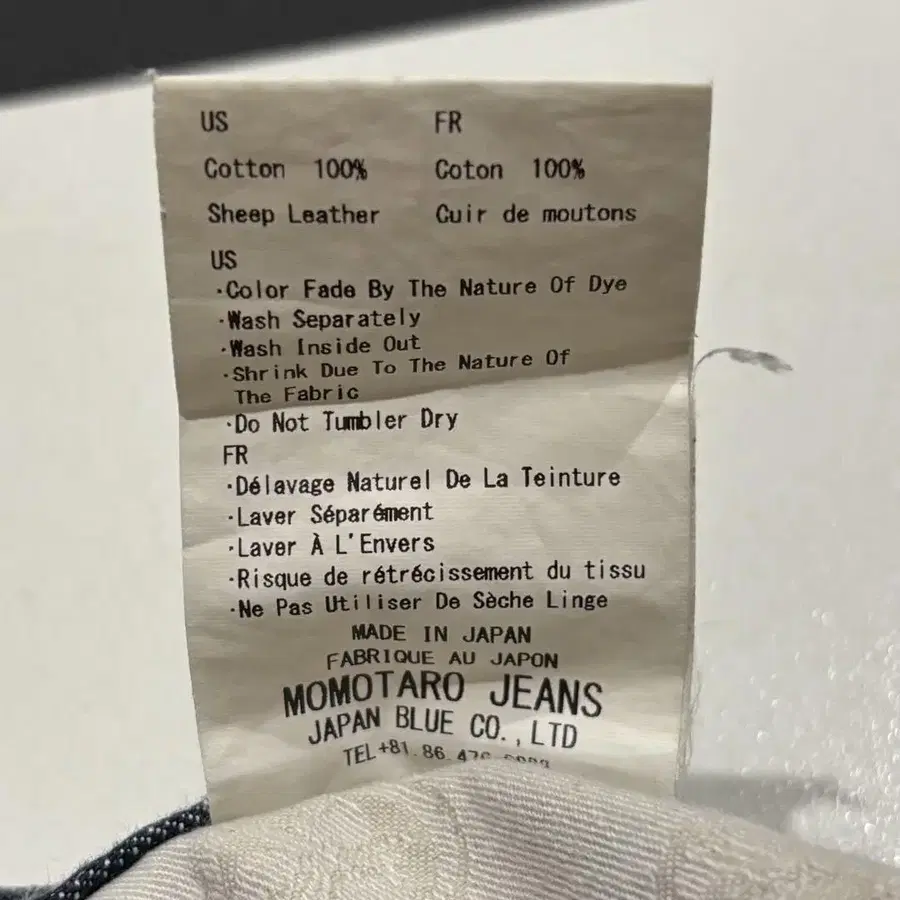 US FR
Cotton 100% Coton 100%
Sheep Leather Cuir de moutons
US
·Color Fade By The Nature Of Dye
·Wash Separately
·Wash Inside Out
·Shrink Due To The Nature Of
The Fabric
·Do Not Tumbler Dry
FR
·Délavage Naturel De La Teinture
·Laver Séparément
·Laver À L'Envers
·Risque de rétrécissement du tissu
·Ne Pas Utiliser De Sèche Linge
MADE IN JAPAN
FABRIQUE AU JAPON
MOMOTARO JEANS
JAPAN BLUE CO.,LTD
TEL+81.86.